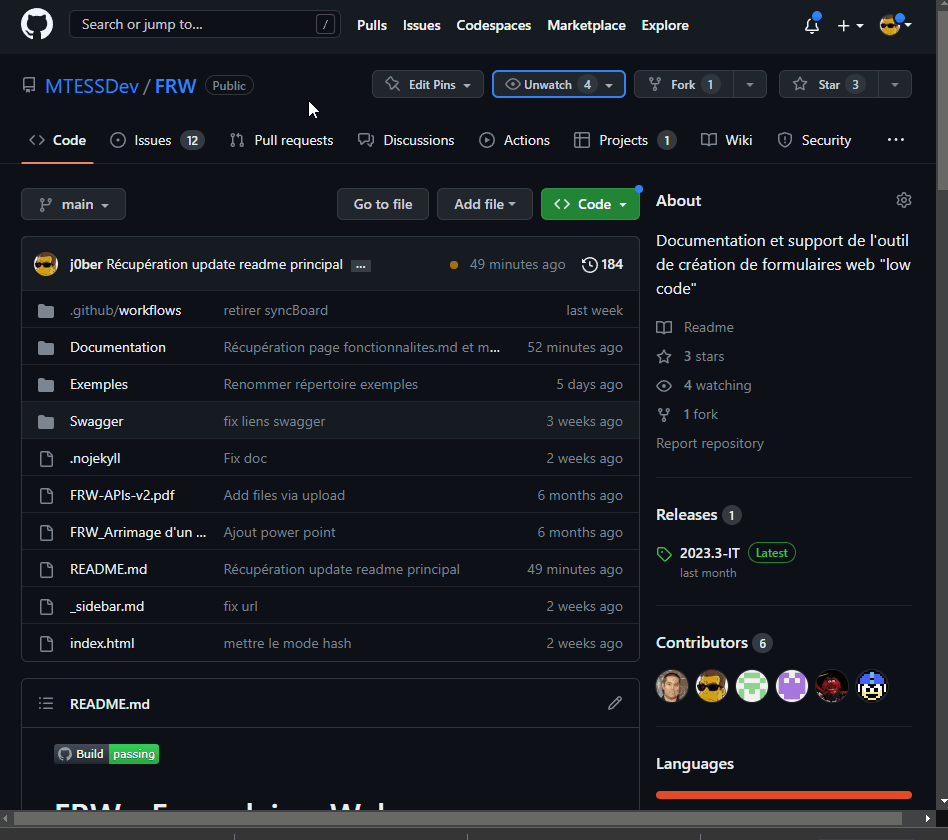 Search or jump to... /
Pulls Issues Codespaces Marketplace Explore
MTESSDev / FRW Public
Edit Pins Unwatch 4 Fork 1 Star 3
Code Issues 12 Pull requests Discussions Actions Projects 1 Wiki Security ...
main Go to file Add file Code
j0ber Récupération update readme principal ... 49 minutes ago 184
.github/workflows retirer syncBoard last week
Documentation Récupération page fonctionnalites.md et m... 52 minutes ago
Exemples Renommer répertoire exemples 5 days ago
Swagger fix liens swagger 3 weeks ago
.nojekyll Fix doc 2 weeks ago
FRW-APIs-v2.pdf Add files via upload 6 months ago
FRW_Arrimage d'un ... Ajout power point 6 months ago
README.md Récupération update readme principal 49 minutes ago
_sidebar.md fix url 2 weeks ago
index.html mettre le mode hash 2 weeks ago
README.md
Build passing
About
Documentation et support de l'outil
de création de formulaires web "low
code"
Readme
3 stars
4 watching
1 fork
Report repository
Releases 1
2023.3-IT Latest
last month
Contributors 6
Languages